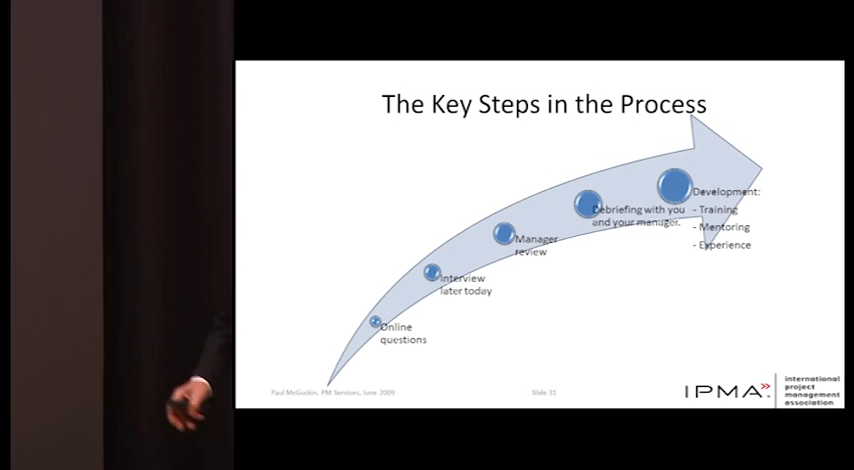 The Key Steps in the Process
Online
questions
Interview
later today
Manager
review
Debriefing with you
and your manager.
Development:
- Training
- Mentoring
- Experience
Paul McGuckin, PM Services, June 2009
Slide 31
IPMA
international
project
management
association